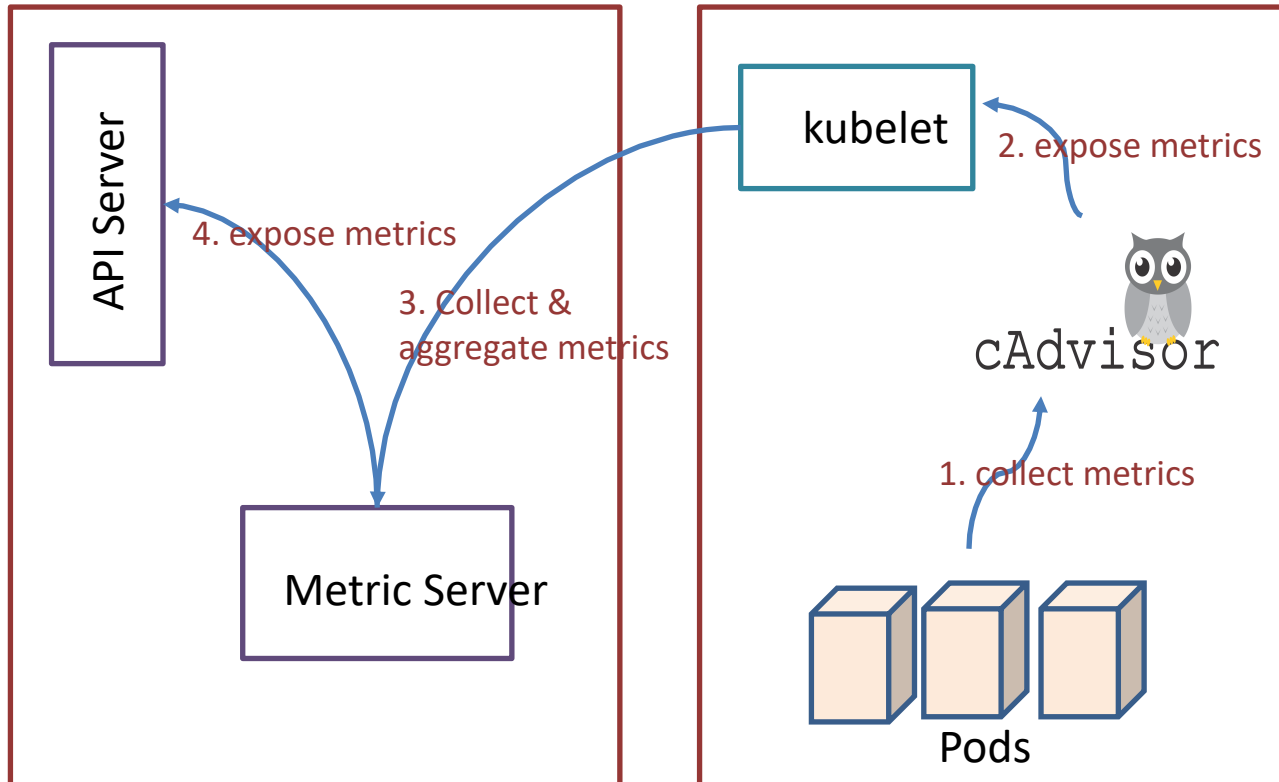 API Server
kubelet
2. expose metrics
4. expose metrics
3. Collect &
aggregate metrics
cAdvisor
1. collect metrics
Metric Server
Pods